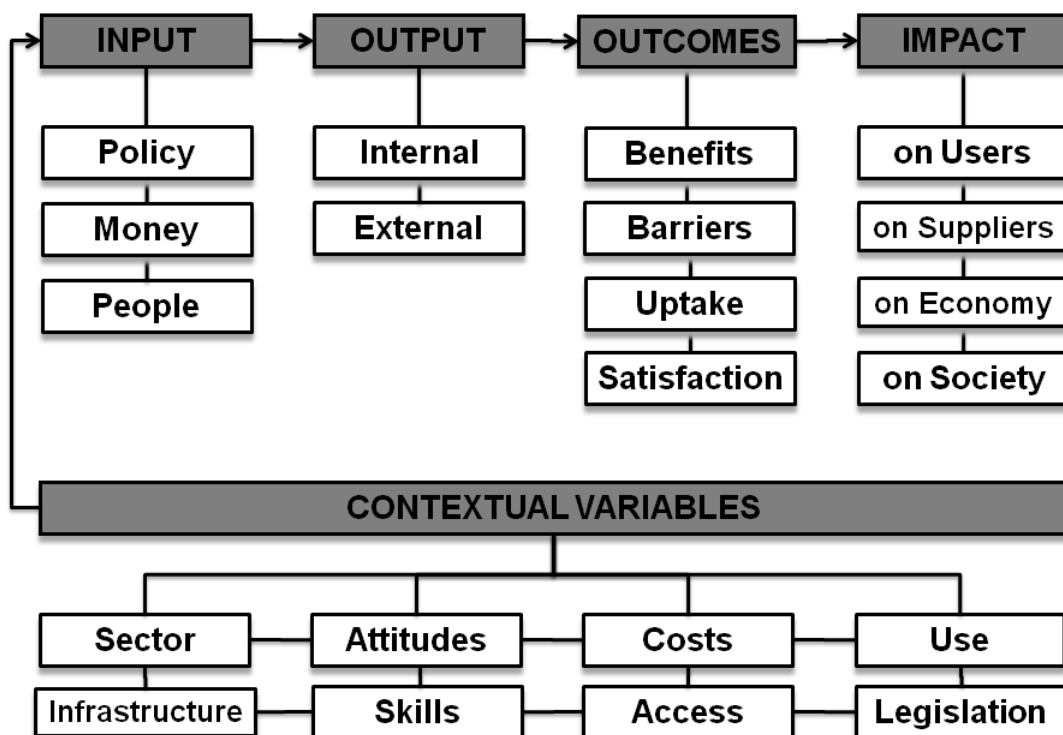 INPUT
OUTPUT
OUTCOMES
IMPACT
Policy
Internal
Benefits
on Users
Money
External
Barriers
on Suppliers
People
Uptake
on Economy
Satisfaction
on Society
CONTEXTUAL VARIABLES
Sector
Attitudes
Costs
Use
Infrastructure
Skills
Access
Legislation